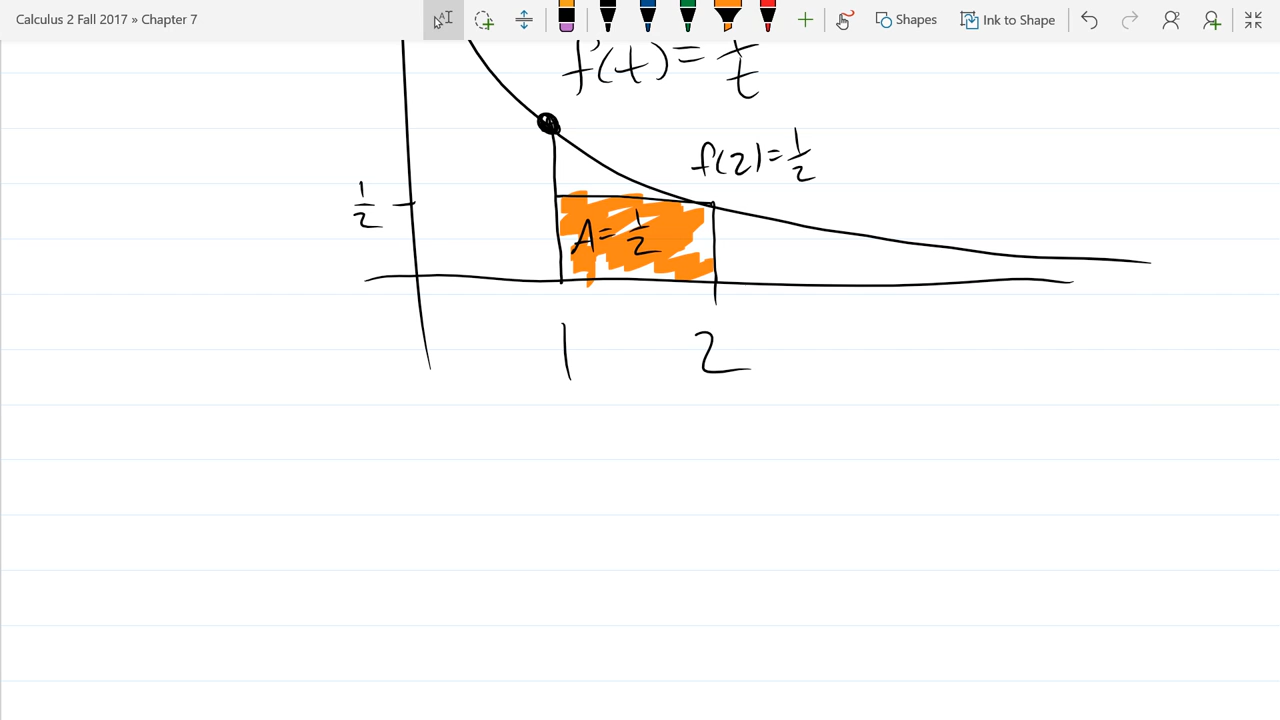 Calculus 2 Fall 2017 » Chapter 7
Shapes
Ink to Shape
f(t) = 1/t
f(2) = 1/2
1/2
A = 1/2
1
2